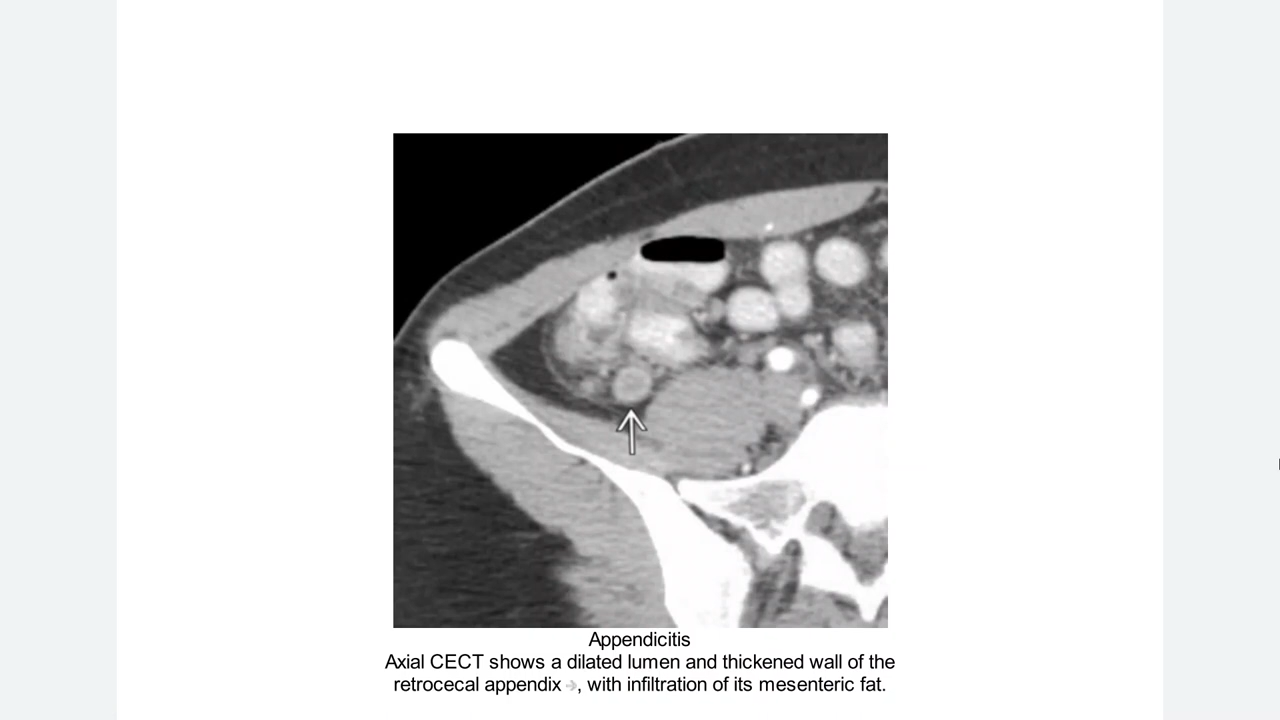 Appendicitis
Axial CECT shows a dilated lumen and thickened wall of the
retrocecal appendix ➔, with infiltration of its mesenteric fat.